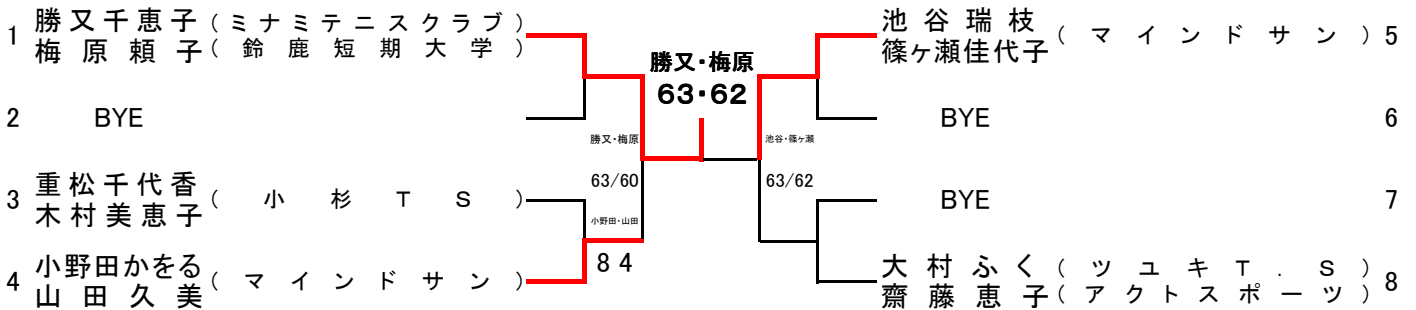 1 勝又千恵子 (ミナミテニスクラブ)
梅原頼子 (鈴鹿短期大学)
2 BYE
3 重松千代香
木村美恵子 (小杉TS)
4 小野田かをる
山田久美 (マインドサン)
勝又・梅原
63・62
勝又・梅原
63/60
小野田・山田
84
池谷・篠ヶ瀬
63/62
池谷瑞枝
篠ヶ瀬佳代子 (マインドサン) 5
BYE 6
BYE 7
大村ふく (ツユキT.S)
齋藤恵子 (アクトスポーツ) 8